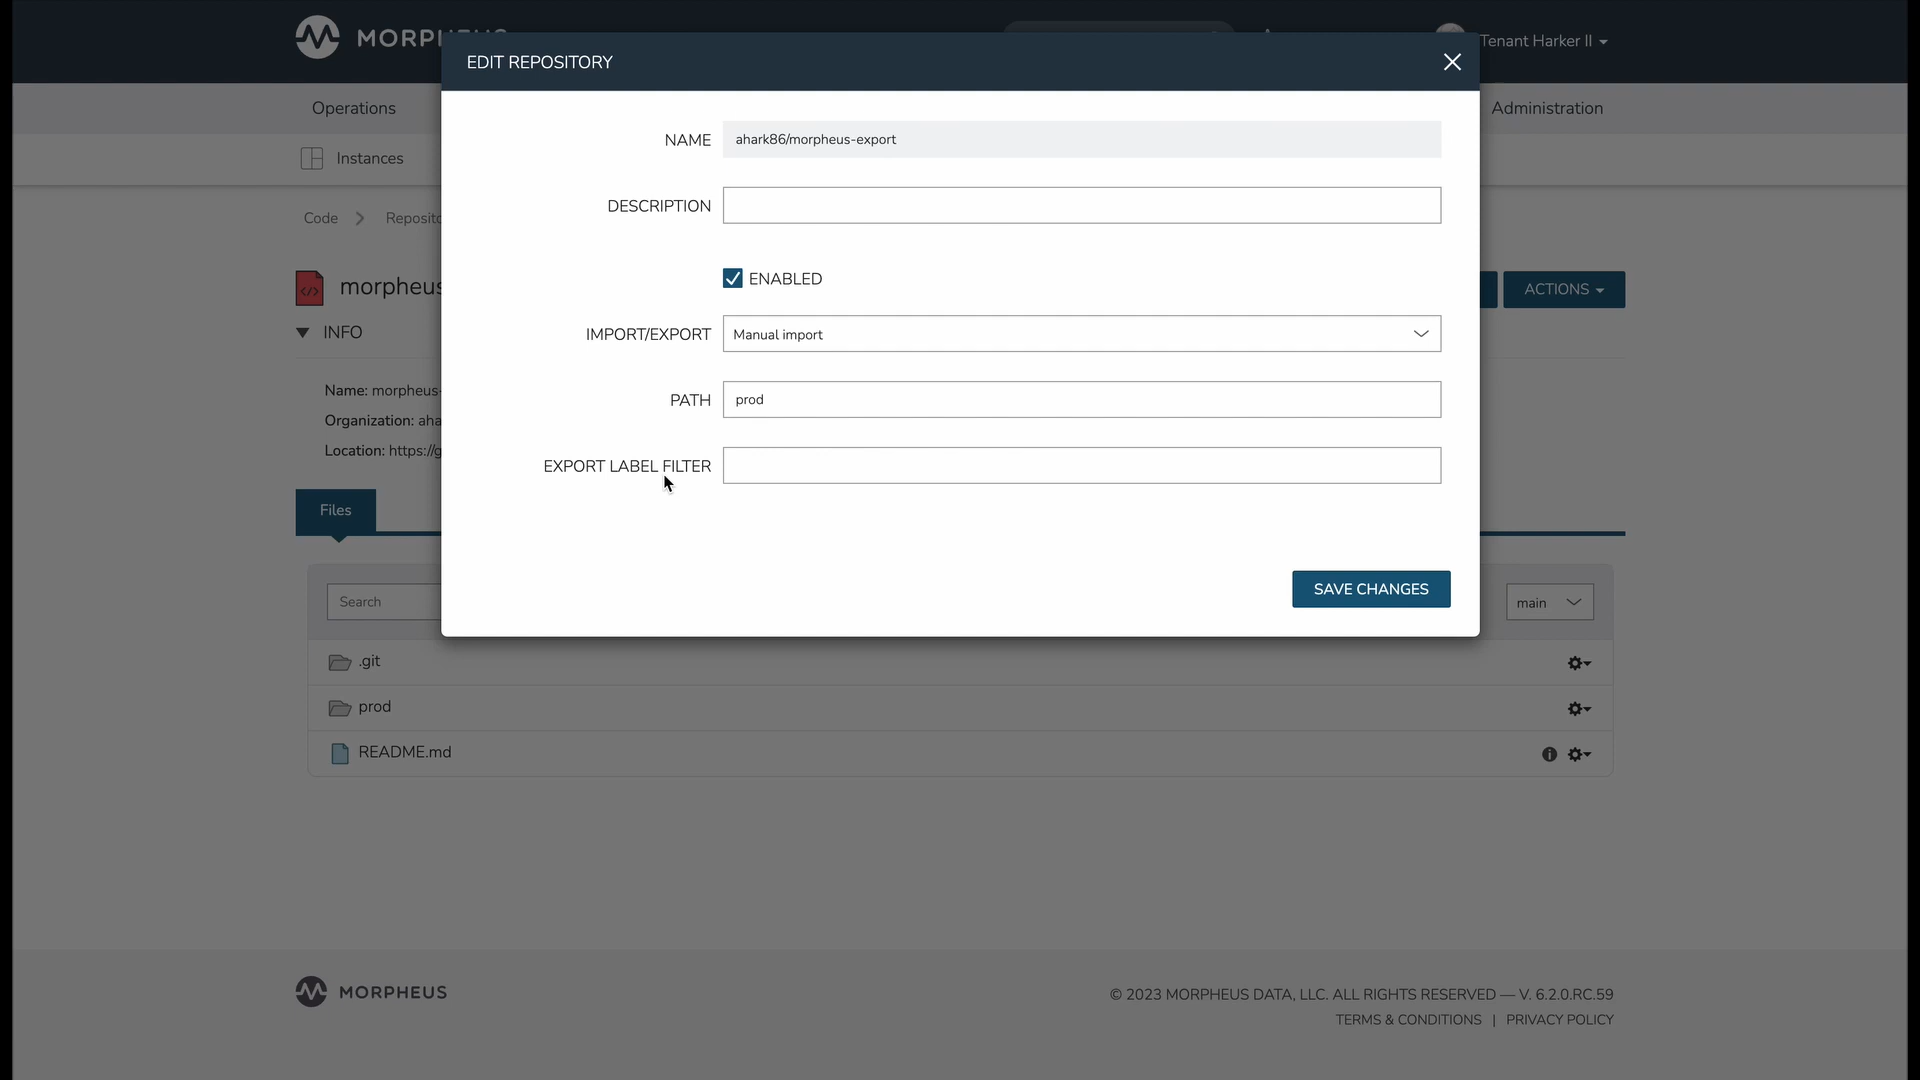 MORPHEUS
Tenant Harker II
EDIT REPOSITORY
Operations
Administration
Instances
NAME
ahark86/morpheus-export
DESCRIPTION
Code
ENABLED
morpheus
ACTIONS
INFO
IMPORT/EXPORT
Manual import
Name: morpheus-
PATH
prod
Organization: aha
Location: https://g
EXPORT LABEL FILTER
Files
SAVE CHANGES
Search
main
.git
prod
README.md
MORPHEUS
© 2023 MORPHEUS DATA, LLC. ALL RIGHTS RESERVED — V. 6.2.0.RC.59
TERMS & CONDITIONS | PRIVACY POLICY